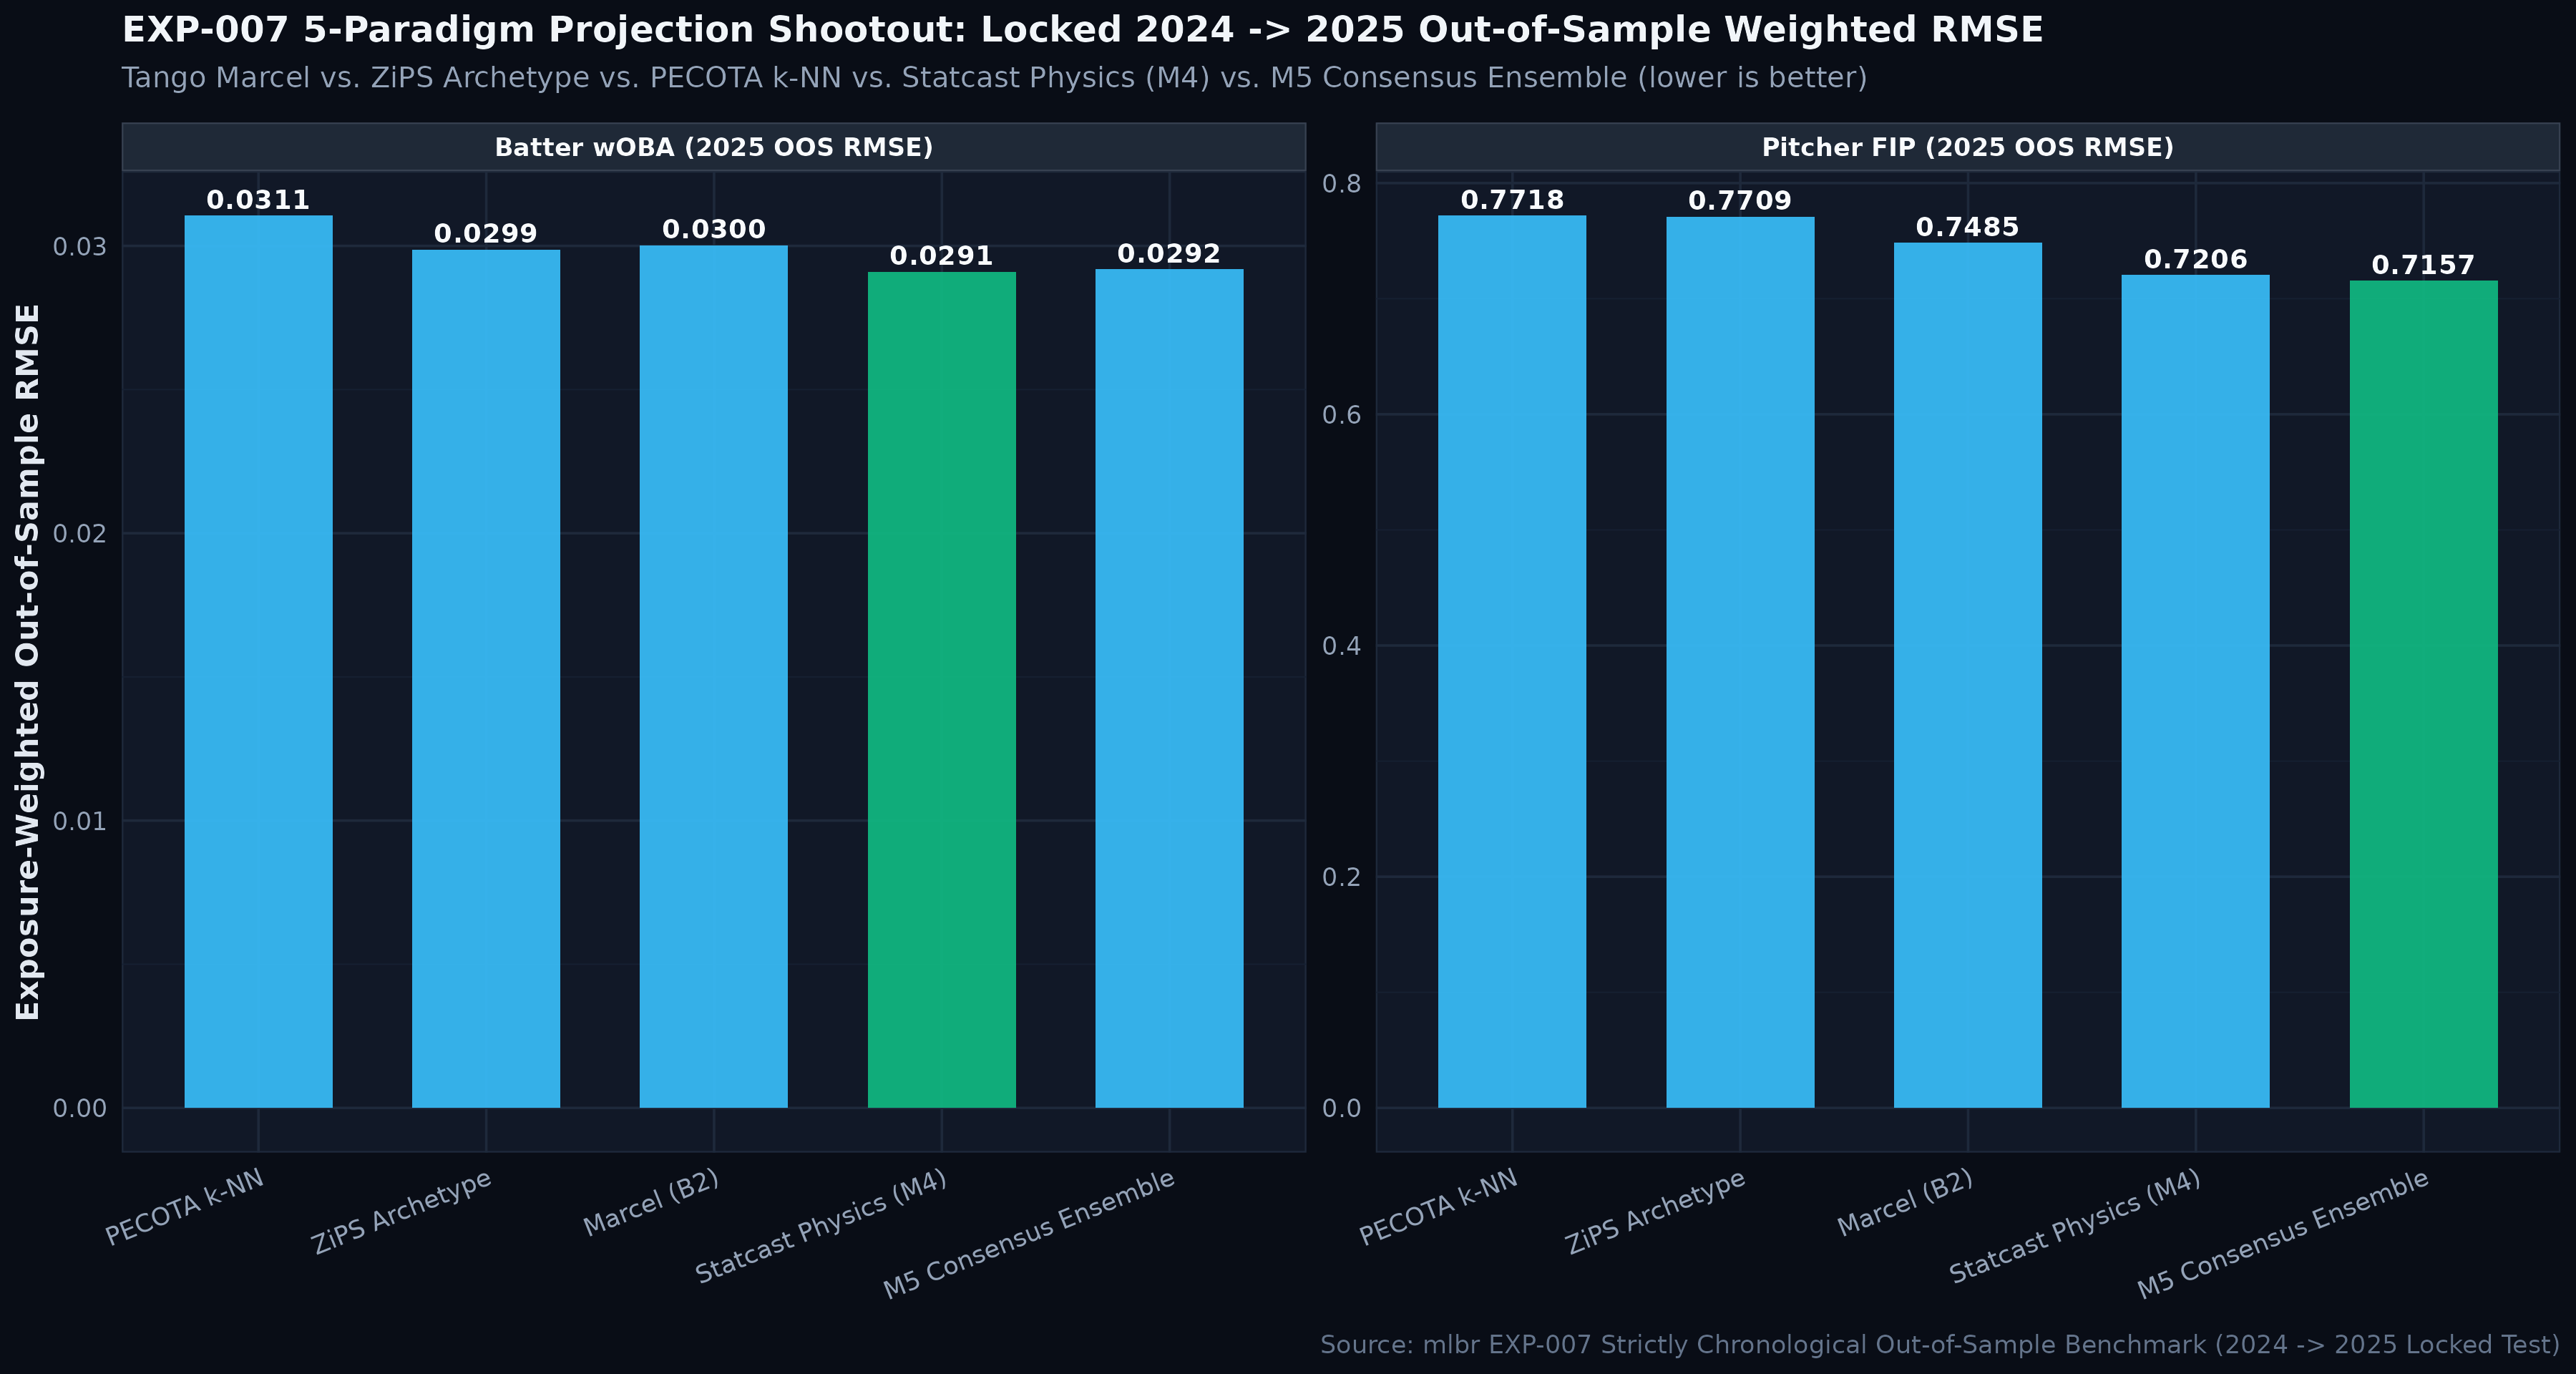 EXP-007 5-Paradigm Projection Shootout: Locked 2024 -> 2025 Out-of-Sample Weighted RMSE
Tango Marcel vs. ZiPS Archetype vs. PECOTA k-NN vs. Statcast Physics (M4) vs. M5 Consensus Ensemble (lower is better)
Exposure-Weighted Out-of-Sample RMSE
Batter wOBA (2025 OOS RMSE)
0.03
0.02
0.01
0.00
0.0311
0.0299
0.0300
0.0291
0.0292
PECOTA k-NN
ZiPS Archetype
Marcel (B2)
Statcast Physics (M4)
M5 Consensus Ensemble
Pitcher FIP (2025 OOS RMSE)
0.8
0.6
0.4
0.2
0.0
0.7718
0.7709
0.7485
0.7206
0.7157
PECOTA k-NN
ZiPS Archetype
Marcel (B2)
Statcast Physics (M4)
M5 Consensus Ensemble
Source: mlbr EXP-007 Strictly Chronological Out-of-Sample Benchmark (2024 -> 2025 Locked Test)